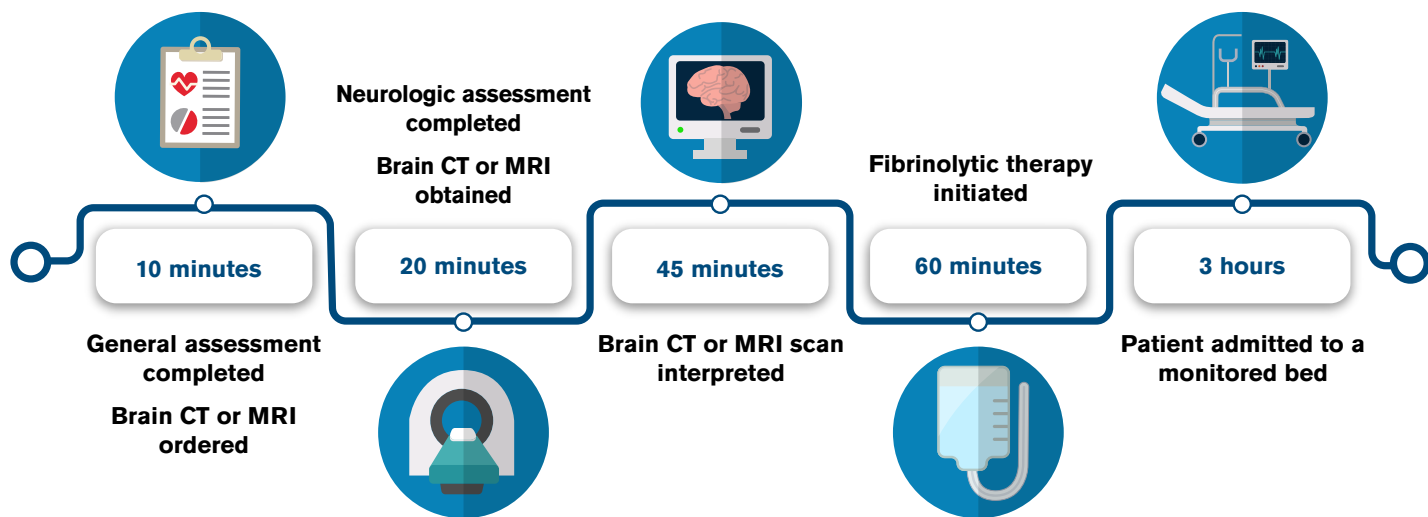 10 minutes
General assessment
completed
Brain CT or MRI
ordered
Neurologic assessment
completed
Brain CT or MRI
obtained
20 minutes
45 minutes
Brain CT or MRI scan
interpreted
Fibrinolytic therapy
initiated
60 minutes
3 hours
Patient admitted to a
monitored bed